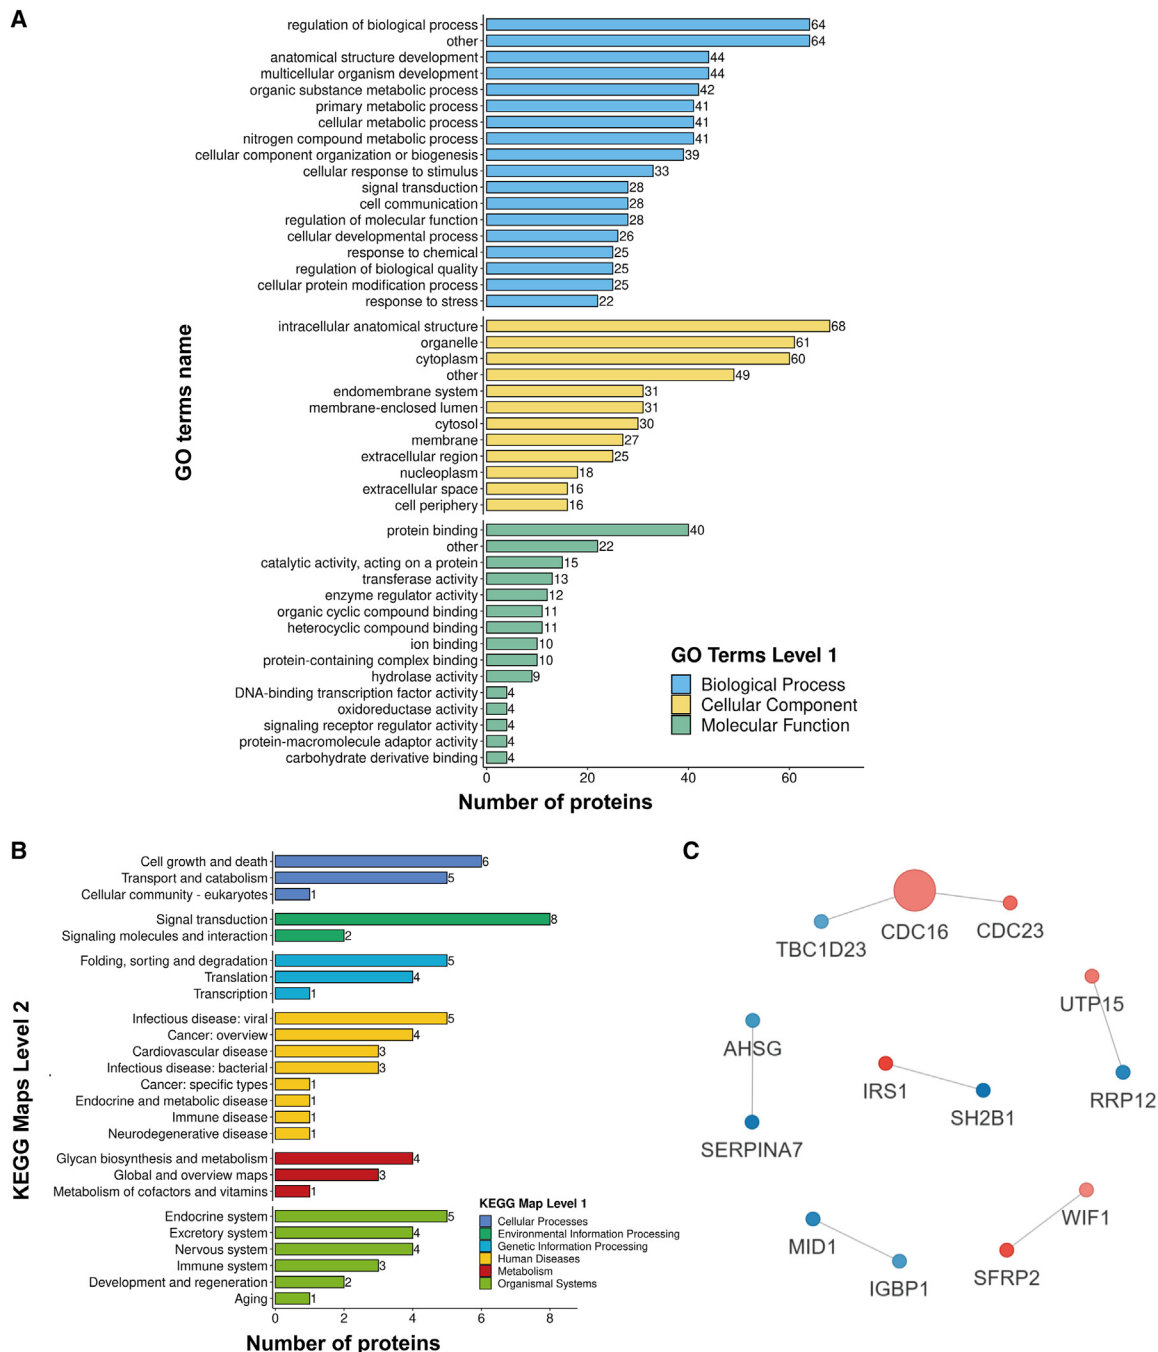 A
regulation of biological process 64
other 64
anatomical structure development 44
multicellular organism development 44
organic substance metabolic process 42
primary metabolic process 41
cellular metabolic process 41
nitrogen compound metabolic process 41
cellular component organization or biogenesis 39
cellular response to stimulus 33
signal transduction 28
cell communication 28
regulation of molecular function 28
cellular developmental process 26
response to chemical 25
regulation of biological quality 25
cellular protein modification process 25
response to stress 22
intracellular anatomical structure 68
organelle 61
cytoplasm 60
other 49
endomembrane system 31
membrane-enclosed lumen 31
cytosol 30
membrane 27
extracellular region 25
nucleoplasm 18
extracellular space 16
cell periphery 16
protein binding 40
other 22
catalytic activity, acting on a protein 15
transferase activity 13
enzyme regulator activity 12
organic cyclic compound binding 11
heterocyclic compound binding 11
ion binding 10
protein-containing complex binding 10
hydrolase activity 9
DNA-binding transcription factor activity 4
oxidoreductase activity 4
signaling receptor regulator activity 4
protein-macromolecule adaptor activity 4
carbohydrate derivative binding 4
0 20 40 60
Number of proteins
GO terms name
GO Terms Level 1
Biological Process
Cellular Component
Molecular Function
B
Cell growth and death 6
Transport and catabolism 5
Cellular community - eukaryotes 1
Signal transduction 8
Signaling molecules and interaction 2
Folding, sorting and degradation 5
Translation 4
Transcription 1
Infectious disease: viral 5
Cancer: overview 4
Cardiovascular disease 3
Infectious disease: bacterial 3
Cancer: specific types 1
Endocrine and metabolic disease 1
Immune disease 1
Neurodegenerative disease 1
Glycan biosynthesis and metabolism 4
Global and overview maps 3
Metabolism of cofactors and vitamins 1
Endocrine system 5
Excretory system 4
Nervous system 4
Immune system 3
Development and regeneration 2
Aging 1
0 2 4 6 8
Number of proteins
KEGG Maps Level 2
KEGG Map Level 1
Cellular Processes
Environmental Information Processing
Genetic Information Processing
Human Diseases
Metabolism
Organismal Systems
C
TBC1D23
CDC16
CDC23
UTP15
AHSG
IRS1
SH2B1
RRP12
SERPINA7
WIF1
MID1
SFRP2
IGBP1